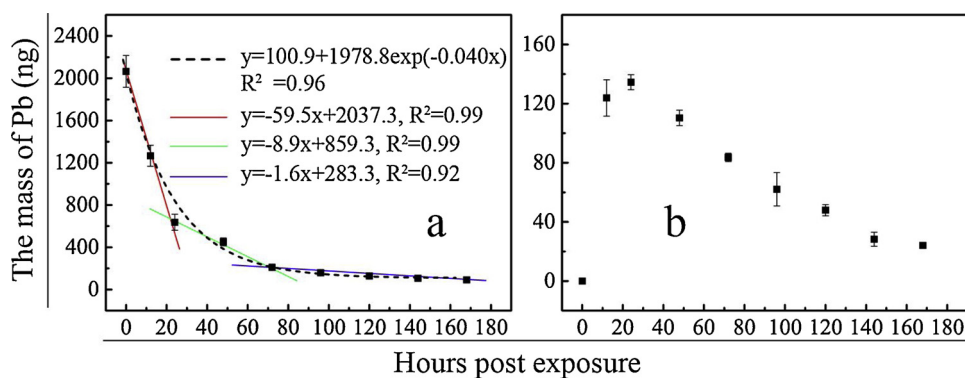 The mass of Pb (ng)
2400
2000
1600
1200
800
400
0
y=100.9+1978.8exp(-0.040x)
R² =0.96
y=-59.5x+2037.3, R²=0.99
y=-8.9x+859.3, R²=0.99
y=-1.6x+283.3, R²=0.92
a
0 20 40 60 80 100 120 140 160 180
160
120
80
40
0
b
0 20 40 60 80 100 120 140 160 180
Hours post exposure